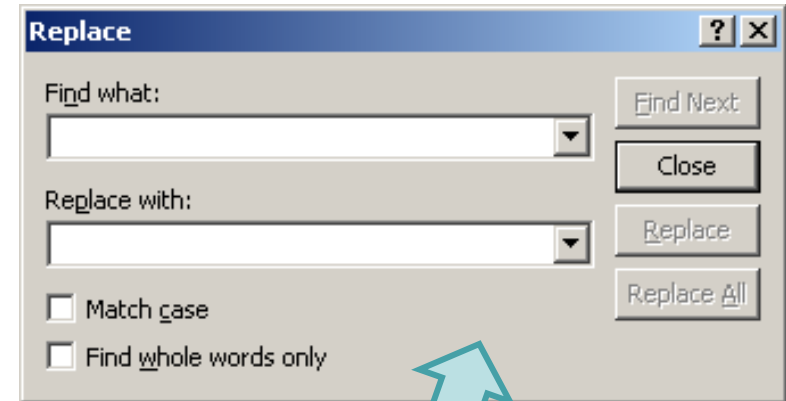 Replace
Find what:
Find Next
Close
Replace with:
Replace
Replace All
Match case
Find whole words only